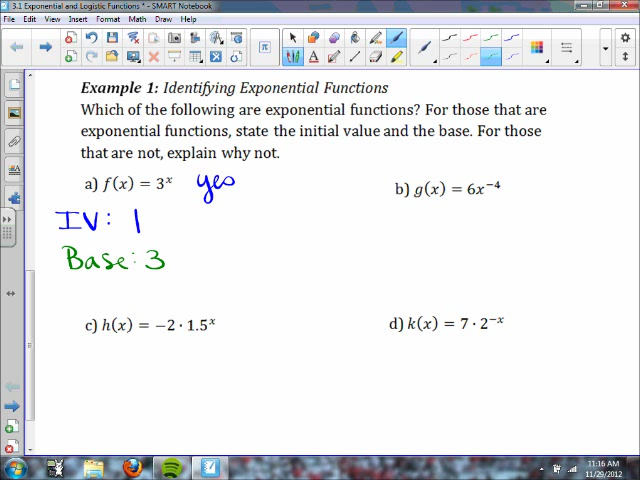 3.1 Exponential and Logistic Functions * - SMART Notebook
File Edit View Insert Format Tools Math Draw Help
Example 1: Identifying Exponential Functions
Which of the following are exponential functions? For those that are
exponential functions, state the initial value and the base. For those
that are not, explain why not.
a) f(x) = 3ˣ yes
b) g(x) = 6x⁻⁴
IV: 1
Base: 3
c) h(x) = −2 · 1.5ˣ
d) k(x) = 7 · 2⁻ˣ
11:16 AM
11/29/2012